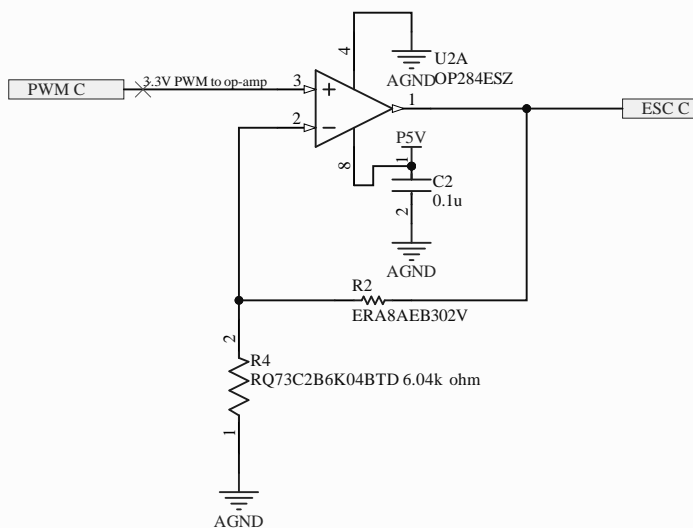 4
U2A
AGND
OP284ESZ
PWM C
3.3V PWM to op-amp
3
1
ESC C
2
P5V
8
1
C2
0.1u
2
AGND
R2
ERA8AEB302V
2
R4
RQ73C2B6K04BTD 6.04k ohm
1
AGND